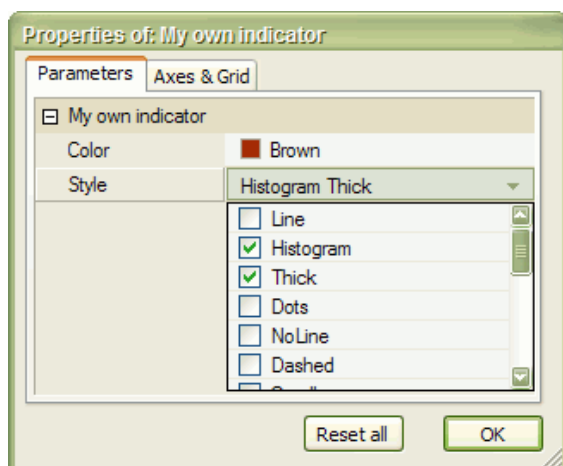 Properties of: My own indicator
Parameters Axes & Grid
My own indicator
Color Brown
Style Histogram Thick
Line
Histogram
Thick
Dots
NoLine
Dashed
Reset all OK